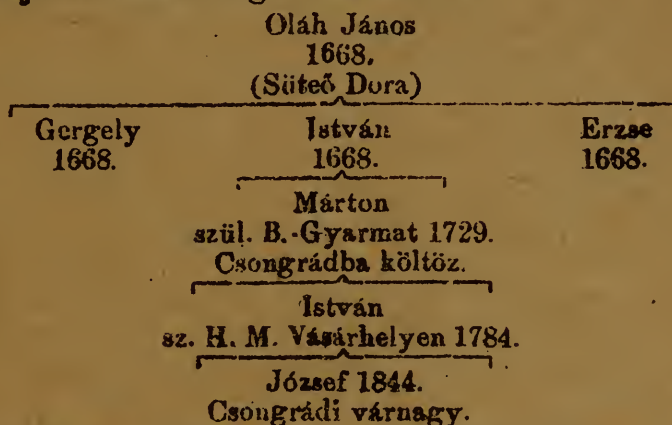 Oláh János
1668.
(Süteő Dora)
Gergely István Erzse
1668. 1668. 1668.
Márton
szül. B.-Gyarmat 1729.
Csongrádba költöz.
István
sz. H. M. Vásárhelyen 1784.
József 1844.
Csongrádi várnagy.